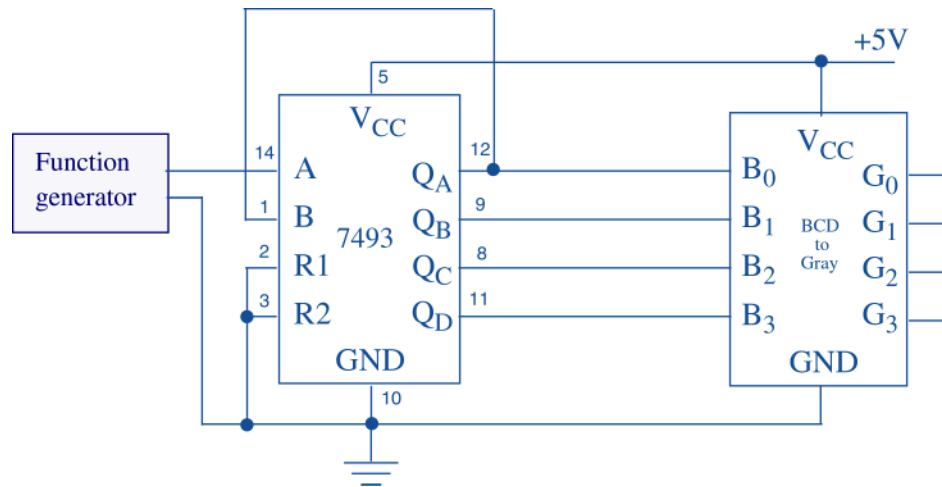 +5V
5
V_CC
Function
generator
14
A
12
Q_A
1
B
9
Q_B
7493
2
R1
8
Q_C
3
R2
11
Q_D
GND
10
V_CC
B_0
G_0
B_1
G_1
BCD
to
Gray
B_2
G_2
B_3
G_3
GND